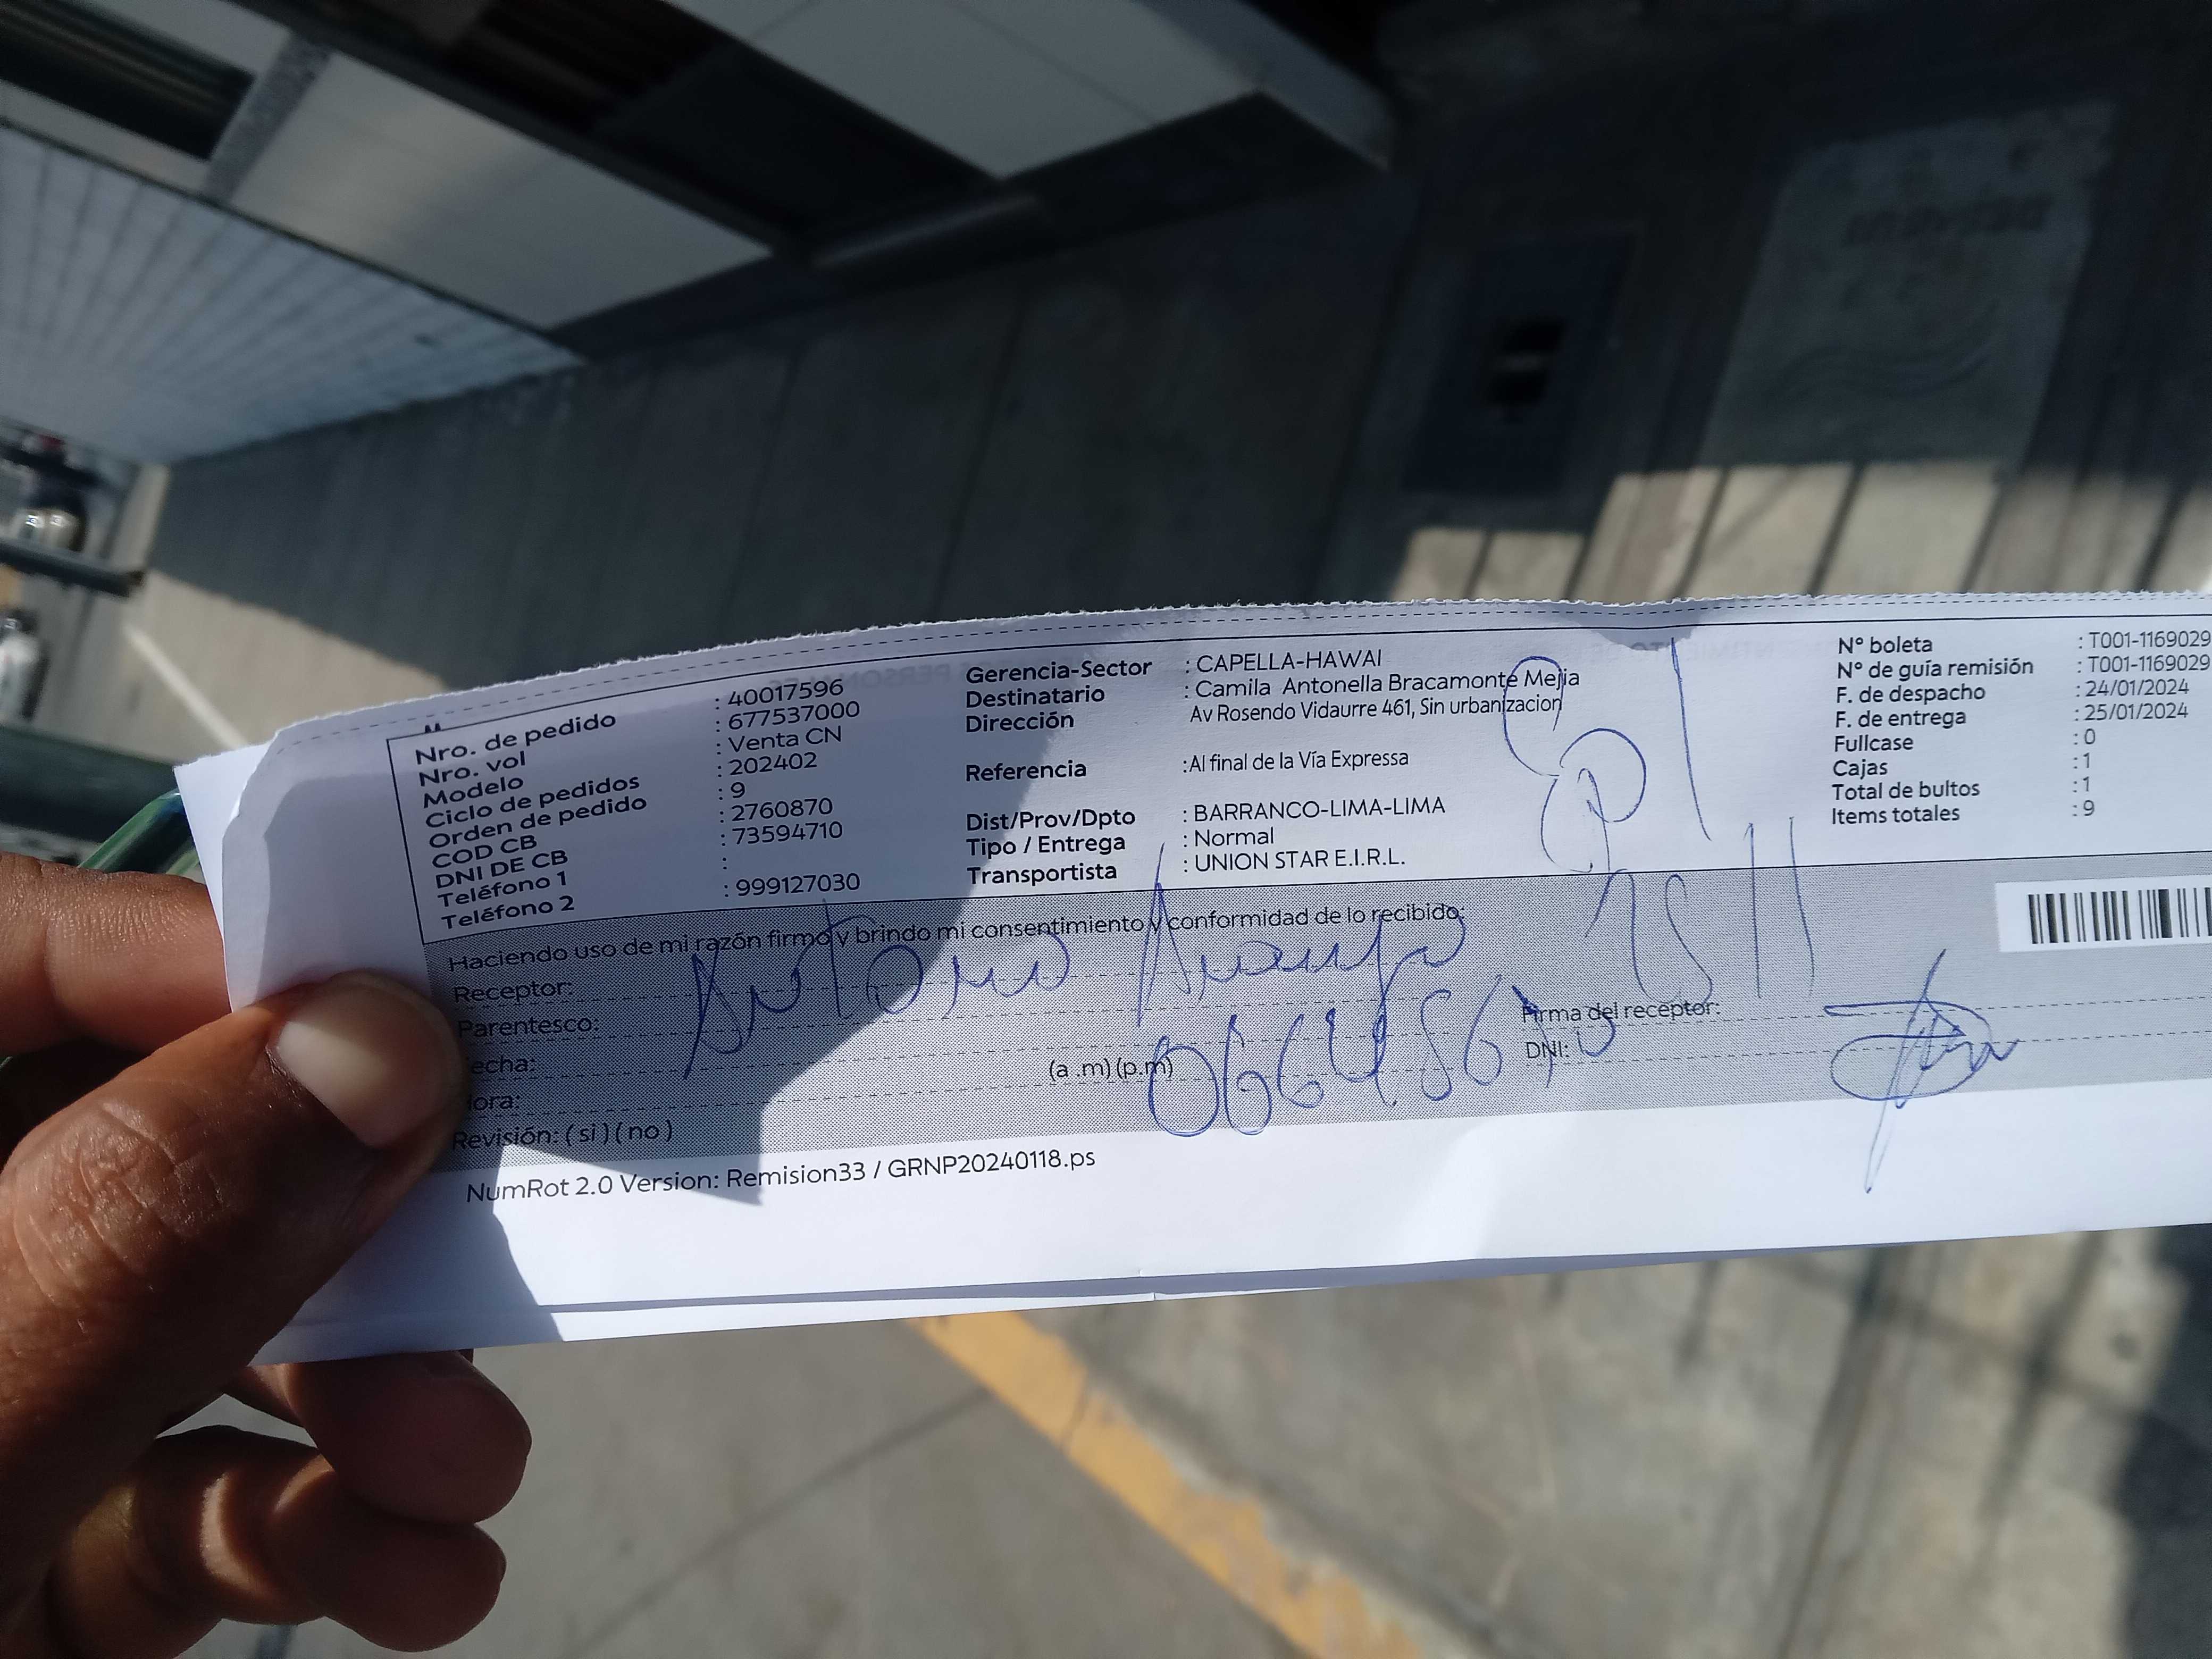 Nro. de pedido : 40017596
Nro. vol : 677537000
Modelo : Venta CN
Ciclo de pedidos : 202402
Orden de pedido : 9
COD CB : 2760870
DNI DE CB : 73594710
Teléfono 1 :
Teléfono 2 : 999127030
Gerencia-Sector : CAPELLA-HAWAI
Destinatario : Camila Antonella Bracamonte Mejia
Dirección Av Rosendo Vidaurre 461, Sin urbanizacion
Referencia :Al final de la Vía Expressa
Dist/Prov/Dpto : BARRANCO-LIMA-LIMA
Tipo / Entrega : Normal
Transportista : UNION STAR E.I.R.L.
N° boleta : T001-1169029
N° de guía remisión : T001-1169029
F. de despacho : 24/01/2024
F. de entrega : 25/01/2024
Fullcase : 0
Cajas : 1
Total de bultos : 1
Items totales : 9
Haciendo uso de mi razón firmo y brindo mi consentimiento y conformidad de lo recibido:
Receptor: Antonio
Parentesco:
echa:
ora: (a .m) (p.m)
Revisión: ( si ) ( no )
Firma del receptor:
DNI:
NumRot 2.0 Version: Remision33 / GRNP20240118.ps